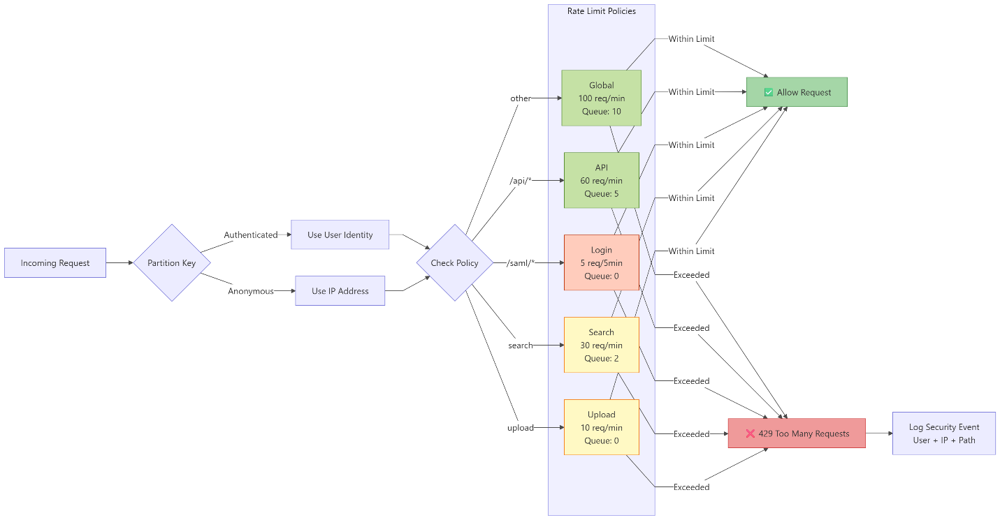 Rate Limit Policies
Incoming Request
Partition Key
Authenticated
Anonymous
Use User Identity
Use IP Address
Check Policy
other
/api/*
/saml/*
search
upload
Global
100 req/min
Queue: 10
API
60 req/min
Queue: 5
Login
5 req/5min
Queue: 0
Search
30 req/min
Queue: 2
Upload
10 req/min
Queue: 0
Within Limit
Within Limit
Within Limit
Within Limit
Within Limit
Exceeded
Exceeded
Exceeded
Exceeded
Exceeded
✅ Allow Request
❌ 429 Too Many Requests
Log Security Event
User + IP + Path